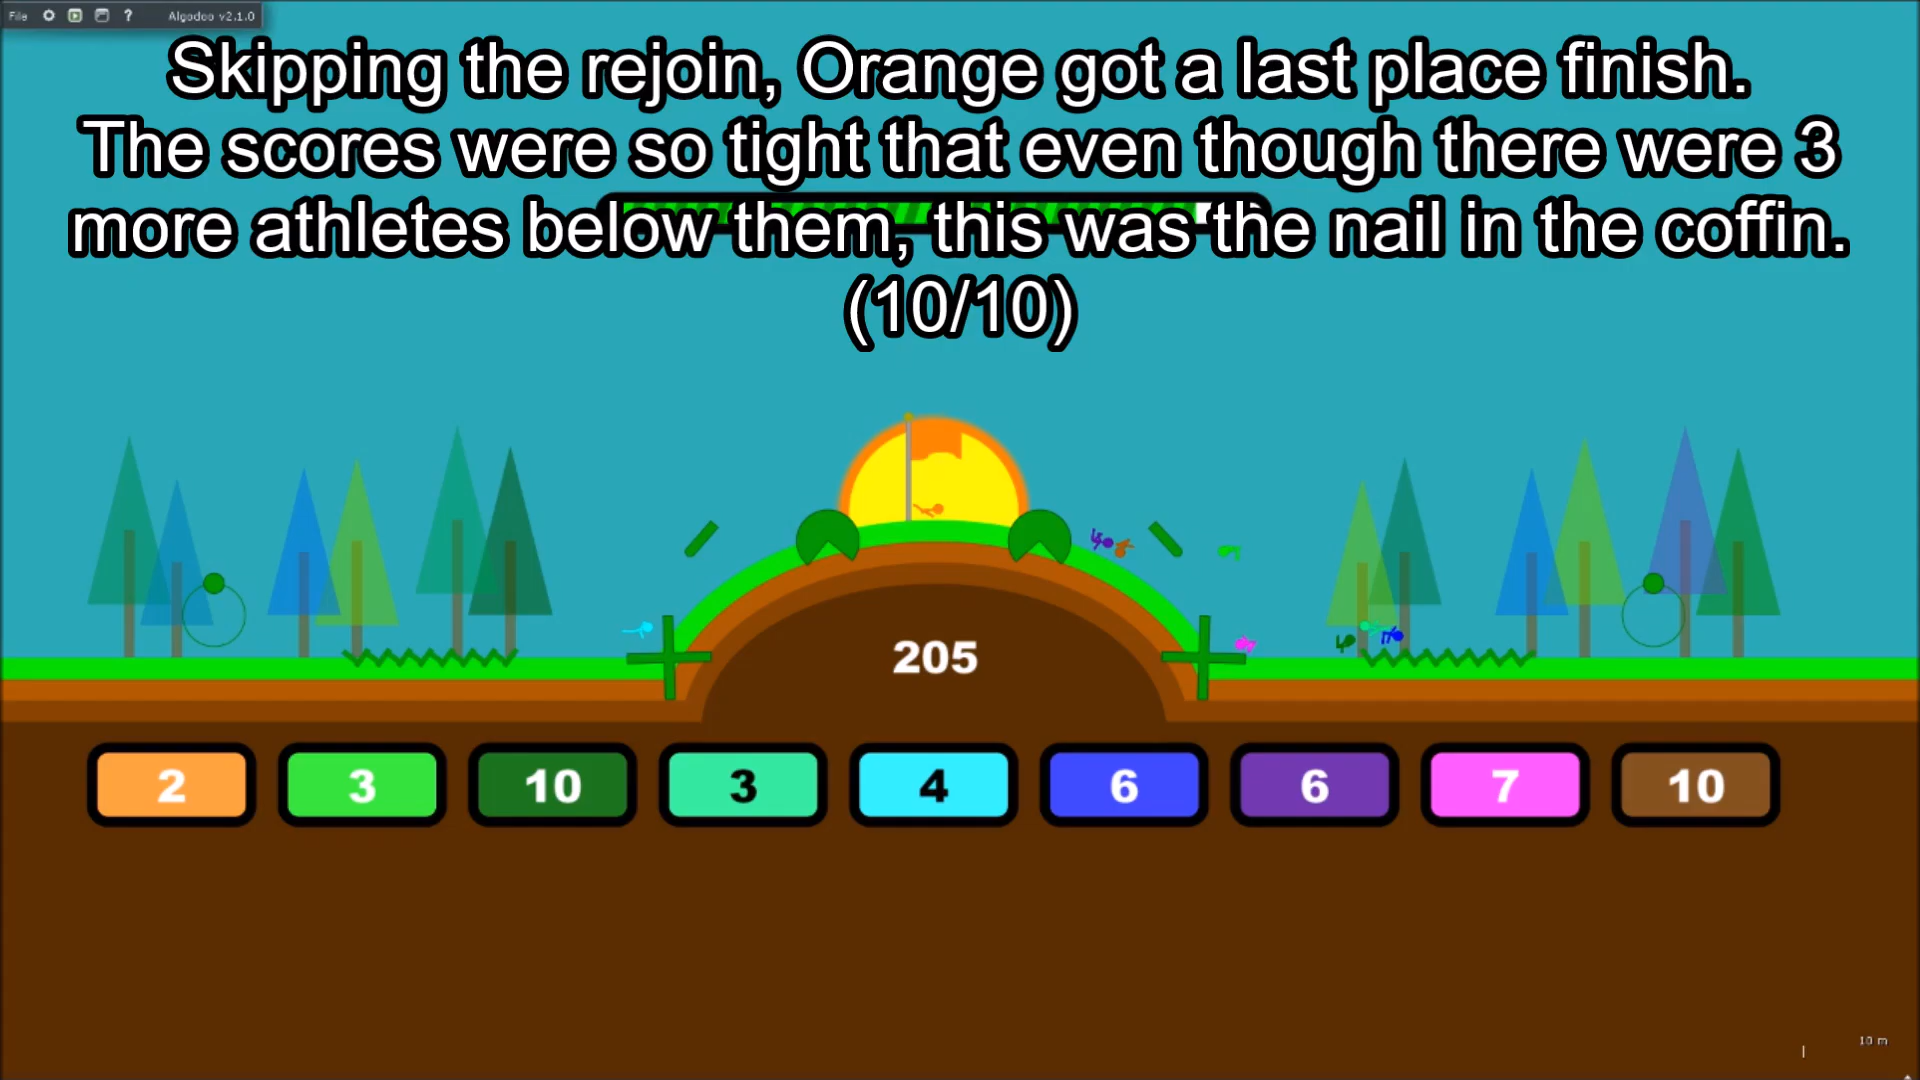 File ? Algodoo v2.1.0
Skipping the rejoin, Orange got a last place finish.
The scores were so tight that even though there were 3
more athletes below them, this was the nail in the coffin.
(10/10)
205
2 3 10 3 4 6 6 7 10
10 m